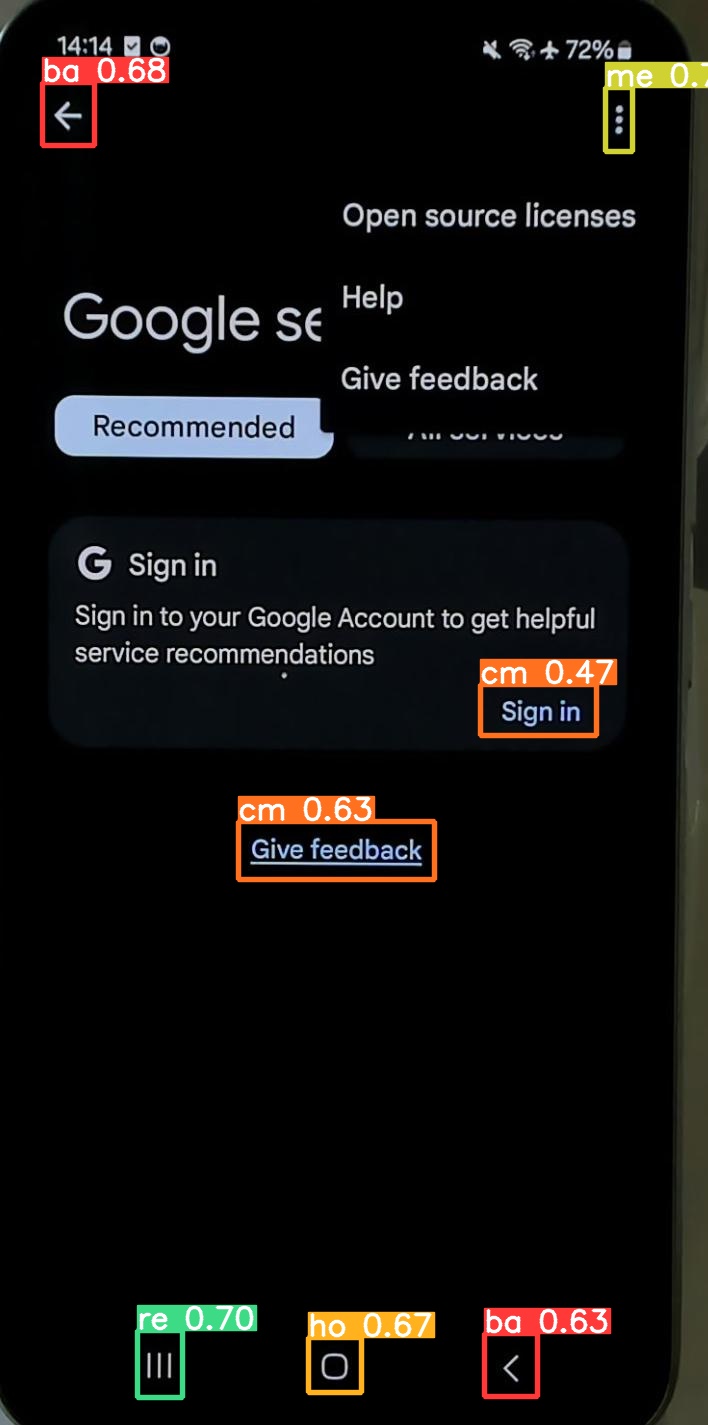 14:14
72%
ba 0.68
me 0.7
Open source licenses
Help
Google se
Give feedback
Recommended
All services
G Sign in
Sign in to your Google Account to get helpful
service recommendations
cm 0.47
Sign in
cm 0.63
Give feedback
re 0.70
ho 0.67
ba 0.63